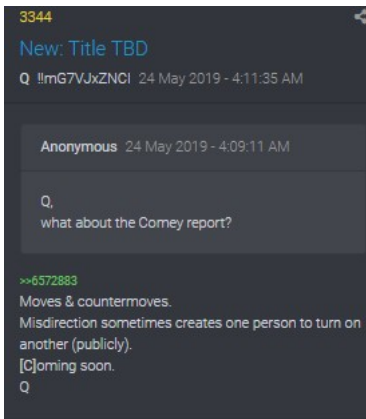 3344
New: Title TBD
Q !!mG7VJxZNCI 24 May 2019 - 4:11:35 AM
Anonymous 24 May 2019 - 4:09:11 AM
Q,
what about the Comey report?
>>6572883
Moves & countermoves.
Misdirection sometimes creates one person to turn on
another (publicly).
[C]oming soon.
Q